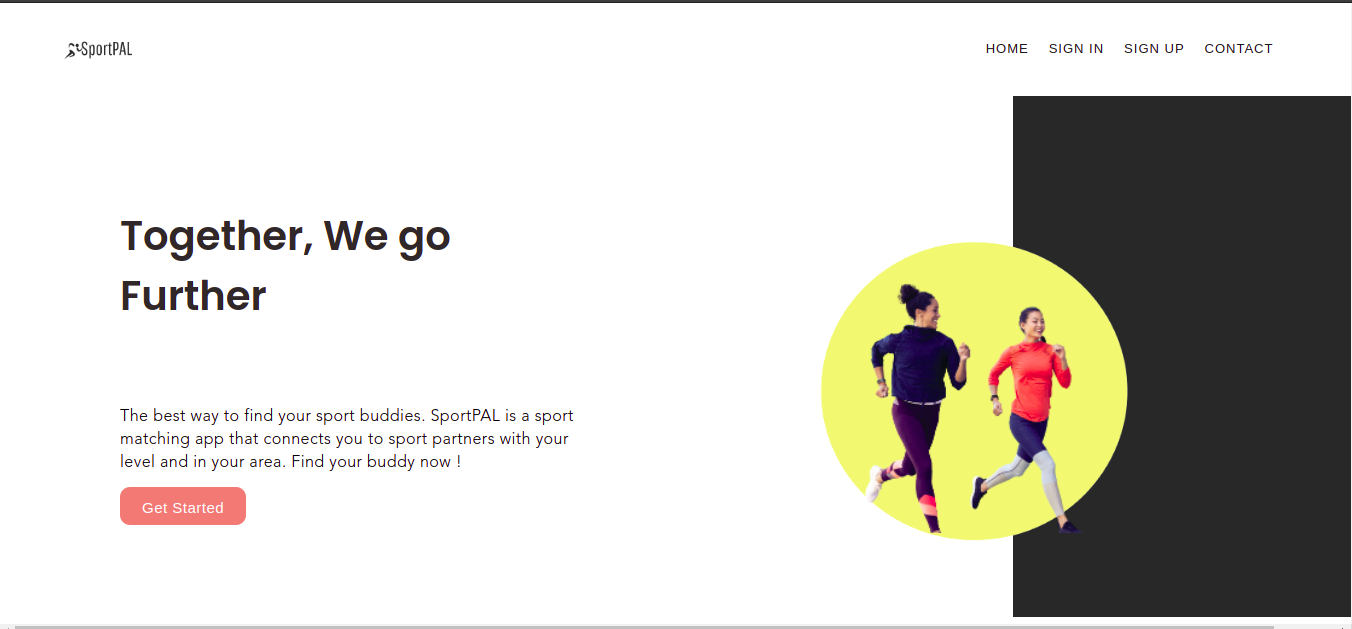 SportPAL
HOME SIGN IN SIGN UP CONTACT
Together, We go
Further
The best way to find your sport buddies. SportPAL is a sport
matching app that connects you to sport partners with your
level and in your area. Find your buddy now !
Get Started